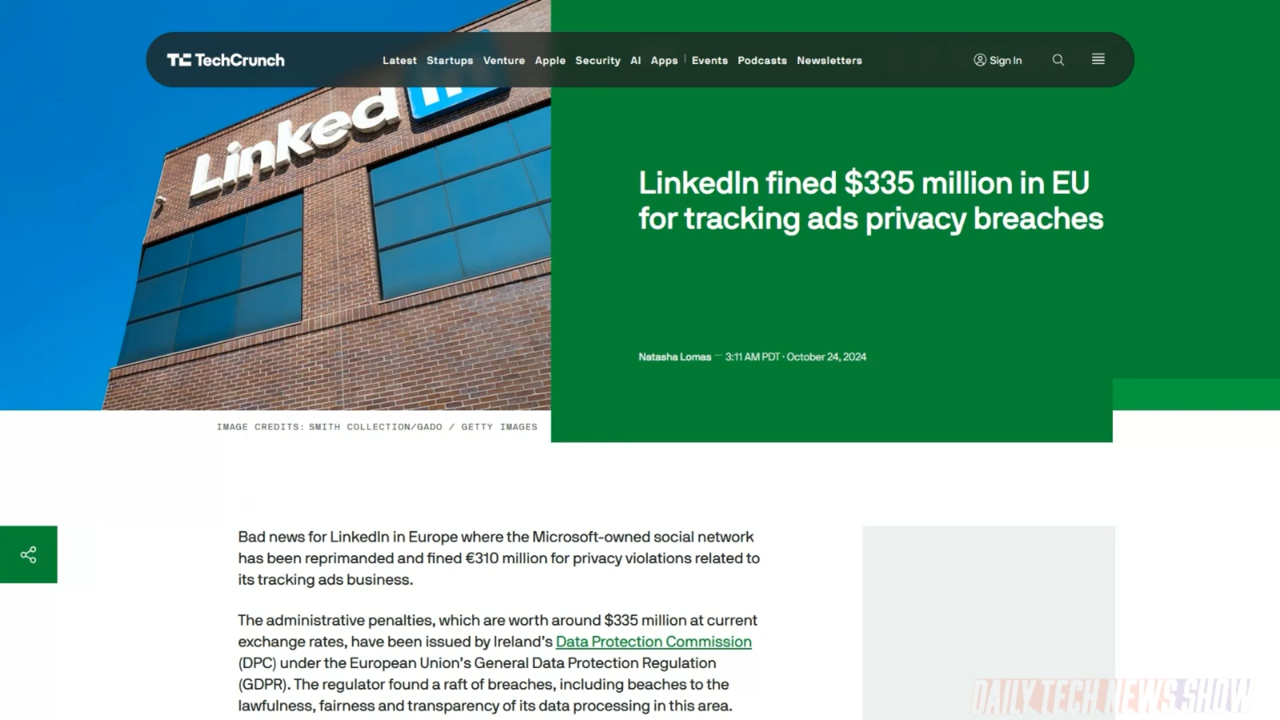 TechCrunch
Latest Startups Venture Apple Security AI Apps Events Podcasts Newsletters
Sign In
Linked in
LinkedIn fined $335 million in EU
for tracking ads privacy breaches
Natasha Lomas — 3:11 AM PDT · October 24, 2024
IMAGE CREDITS: SMITH COLLECTION/GADO / GETTY IMAGES
Bad news for LinkedIn in Europe where the Microsoft-owned social network
has been reprimanded and fined €310 million for privacy violations related to
its tracking ads business.
The administrative penalties, which are worth around $335 million at current
exchange rates, have been issued by Ireland's Data Protection Commission
(DPC) under the European Union's General Data Protection Regulation
(GDPR). The regulator found a raft of breaches, including beaches to the
lawfulness, fairness and transparency of its data processing in this area.
DAILY TECH NEWS SHOW